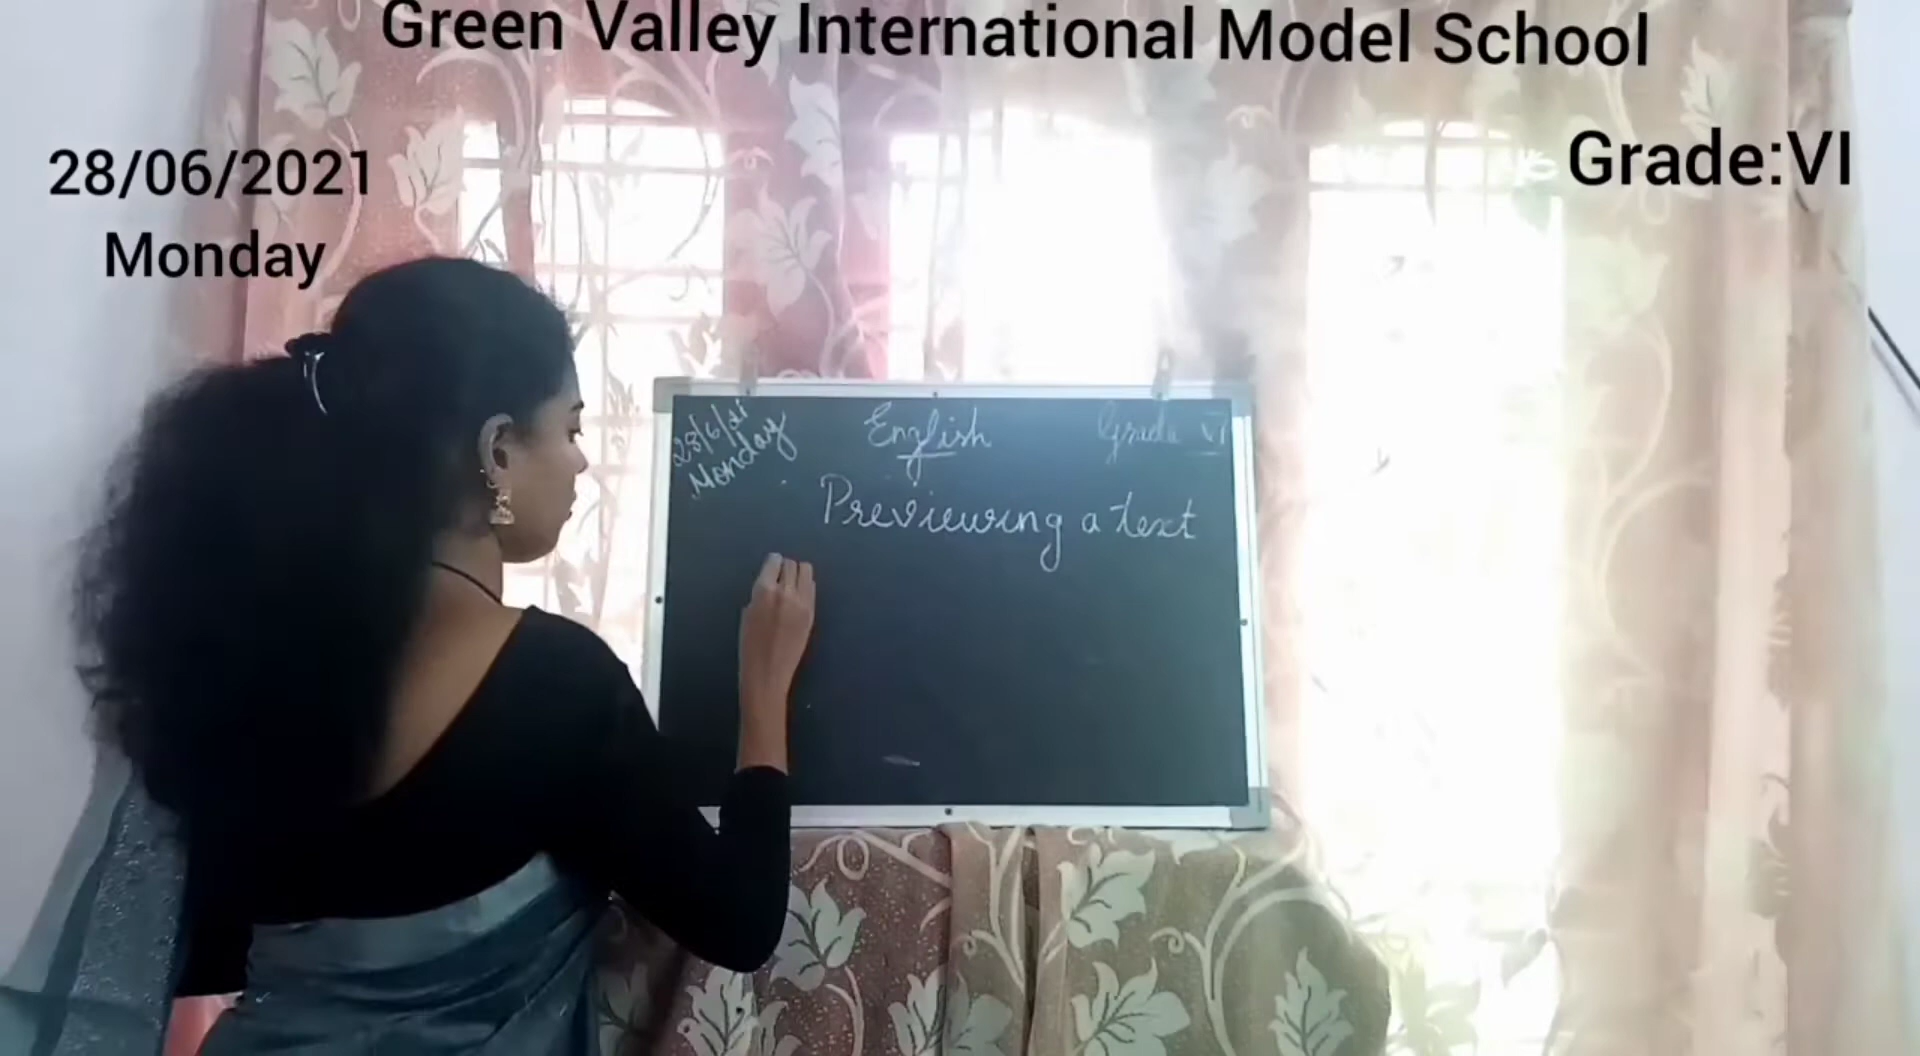 Green Valley International Model School
28/06/2021
Monday
Grade:VI
28/6/21
Monday
English
Grade VI
Previewing a text